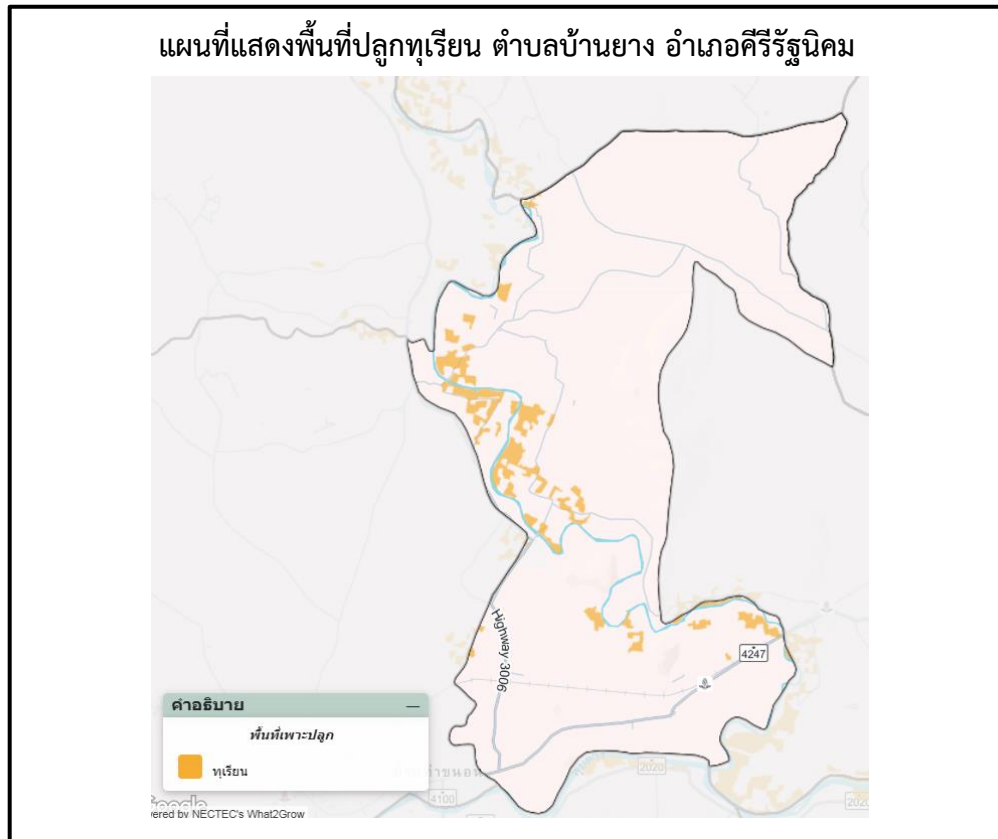 แผนที่แสดงพื้นที่ปลูกทุเรียน ตำบลบ้านยาง อำเภอคีรีรัฐนิคม
Highway 3006
4247
คำอธิบาย
พื้นที่เพาะปลูก
ทุเรียน
2020
4100
2020
Google
ered by NECTEC's What2Grow